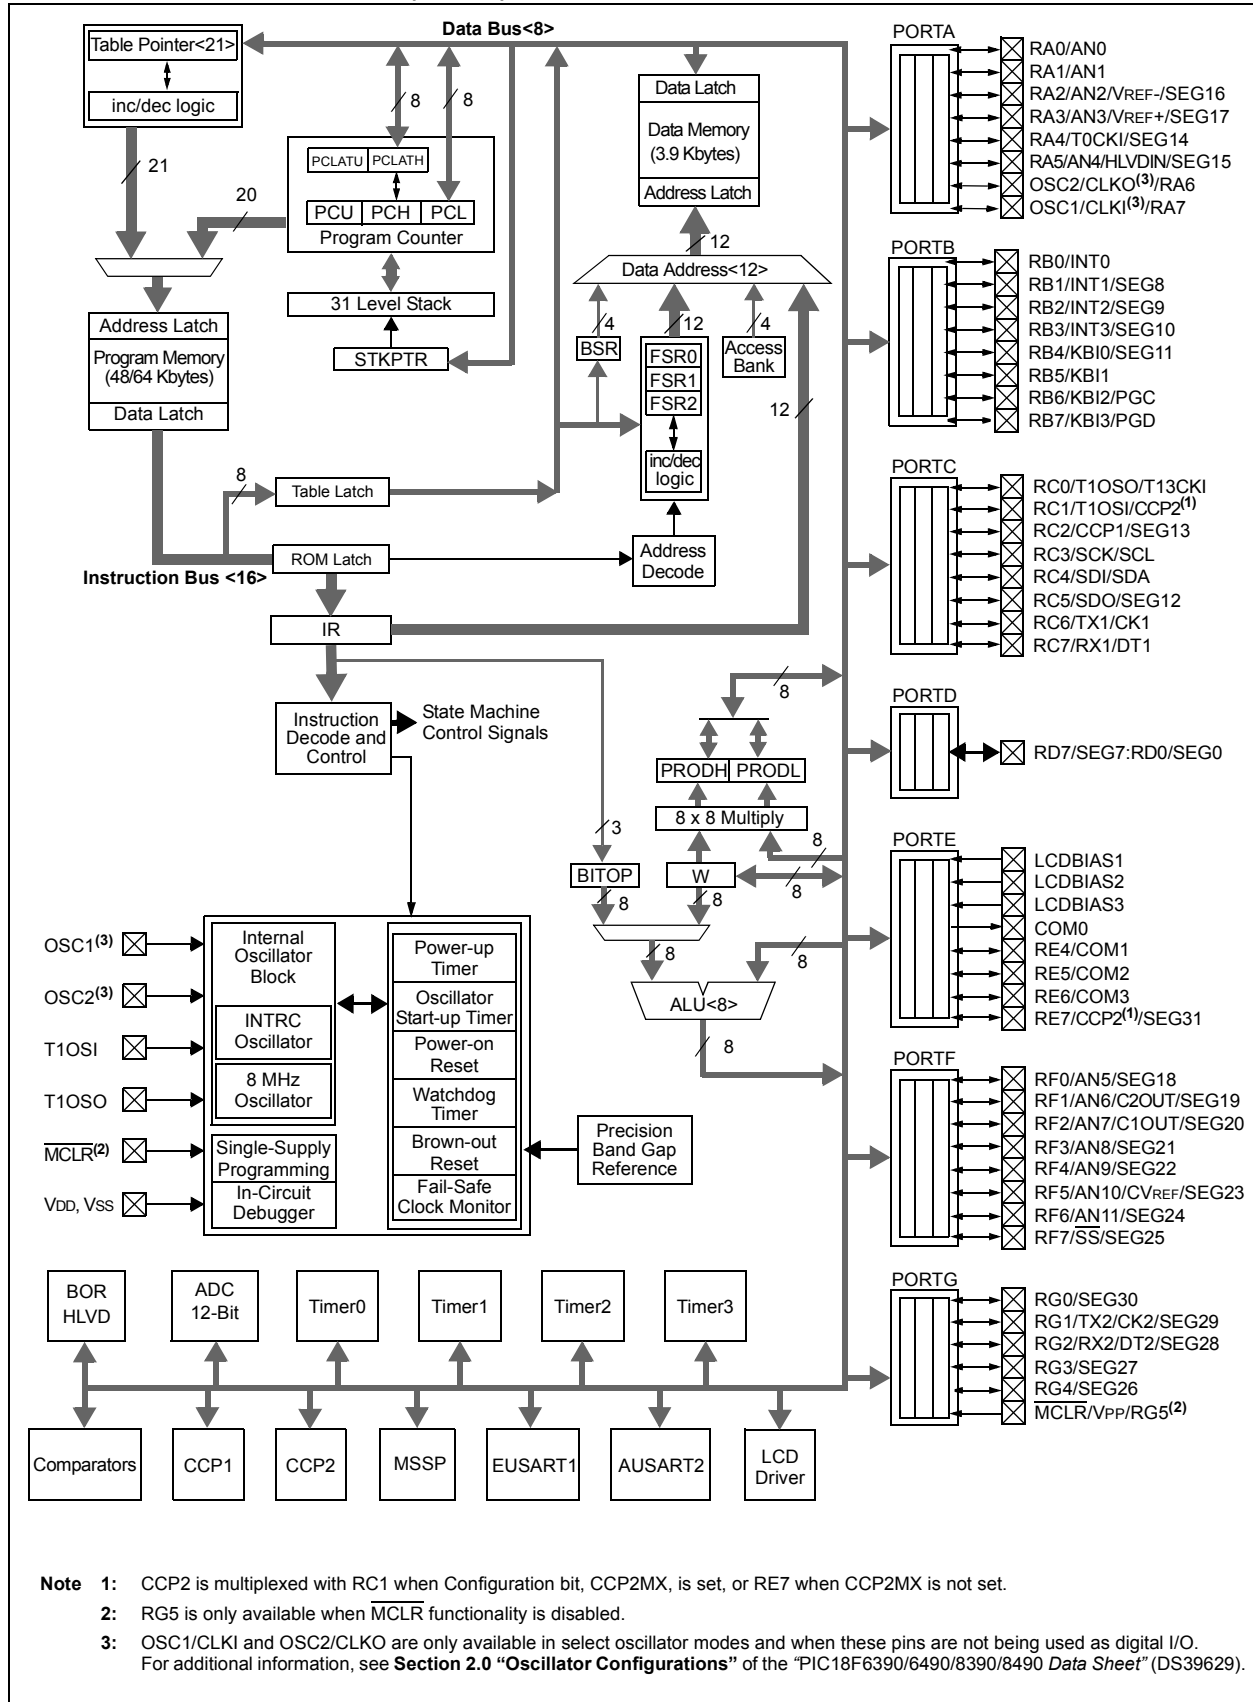 Data Bus<8>
Table Pointer<21>
inc/dec logic
21
20
8
8
PCLATU
PCLATH
PCU
PCH
PCL
Program Counter
31 Level Stack
STKPTR
Address Latch
Program Memory
(48/64 Kbytes)
Data Latch
8
Table Latch
ROM Latch
Instruction Bus <16>
IR
Data Latch
Data Memory
(3.9 Kbytes)
Address Latch
12
Data Address<12>
4
12
4
BSR
FSR0
FSR1
FSR2
inc/dec
logic
Access
Bank
12
Address
Decode
Instruction
Decode and
Control
State Machine
Control Signals
8
PRODH
PRODL
8 x 8 Multiply
3
8
BITOP
W
8
8
8
8
8
ALU<8>
8
OSC1(3)
OSC2(3)
T1OSI
T1OSO
MCLR(2)
VDD, VSS
Internal
Oscillator
Block
INTRC
Oscillator
8 MHz
Oscillator
Single-Supply
Programming
In-Circuit
Debugger
Power-up
Timer
Oscillator
Start-up Timer
Power-on
Reset
Watchdog
Timer
Brown-out
Reset
Fail-Safe
Clock Monitor
Precision
Band Gap
Reference
BOR
HLVD
ADC
12-Bit
Timer0
Timer1
Timer2
Timer3
Comparators
CCP1
CCP2
MSSP
EUSART1
AUSART2
LCD
Driver
PORTA
RA0/AN0
RA1/AN1
RA2/AN2/VREF-/SEG16
RA3/AN3/VREF+/SEG17
RA4/T0CKI/SEG14
RA5/AN4/HLVDIN/SEG15
OSC2/CLKO(3)/RA6
OSC1/CLKI(3)/RA7
PORTB
RB0/INT0
RB1/INT1/SEG8
RB2/INT2/SEG9
RB3/INT3/SEG10
RB4/KBI0/SEG11
RB5/KBI1
RB6/KBI2/PGC
RB7/KBI3/PGD
PORTC
RC0/T1OSO/T13CKI
RC1/T1OSI/CCP2(1)
RC2/CCP1/SEG13
RC3/SCK/SCL
RC4/SDI/SDA
RC5/SDO/SEG12
RC6/TX1/CK1
RC7/RX1/DT1
PORTD
RD7/SEG7:RD0/SEG0
PORTE
LCDBIAS1
LCDBIAS2
LCDBIAS3
COM0
RE4/COM1
RE5/COM2
RE6/COM3
RE7/CCP2(1)/SEG31
PORTF
RF0/AN5/SEG18
RF1/AN6/C2OUT/SEG19
RF2/AN7/C1OUT/SEG20
RF3/AN8/SEG21
RF4/AN9/SEG22
RF5/AN10/CVREF/SEG23
RF6/AN11/SEG24
RF7/SS/SEG25
PORTG
RG0/SEG30
RG1/TX2/CK2/SEG29
RG2/RX2/DT2/SEG28
RG3/SEG27
RG4/SEG26
MCLR/VPP/RG5(2)
Note 1: CCP2 is multiplexed with RC1 when Configuration bit, CCP2MX, is set, or RE7 when CCP2MX is not set.
2: RG5 is only available when MCLR functionality is disabled.
3: OSC1/CLKI and OSC2/CLKO are only available in select oscillator modes and when these pins are not being used as digital I/O.
For additional information, see Section 2.0 “Oscillator Configurations” of the “PIC18F6390/6490/8390/8490 Data Sheet” (DS39629).